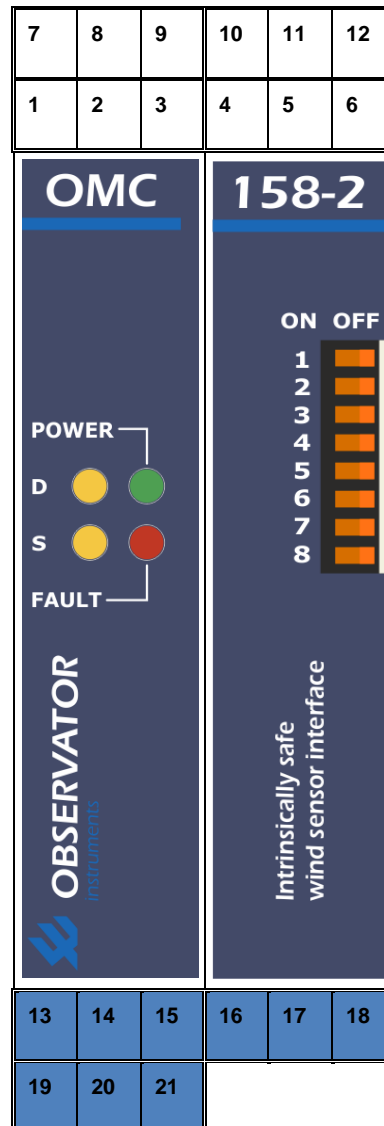 7 8 9 10 11 12
1 2 3 4 5 6
OMC 158-2
ON OFF
1
2
3
4
5
6
7
8
POWER
D
S
FAULT
OBSERVATOR
instruments
Intrinsically safe
wind sensor interface
13 14 15 16 17 18
19 20 21